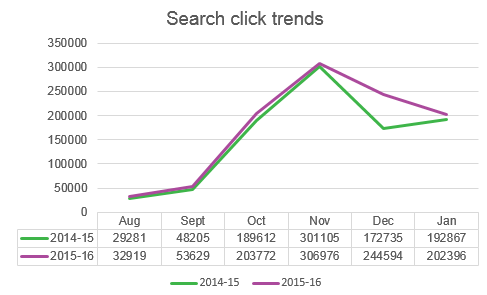 Search click trends
350000
300000
250000
200000
150000
100000
50000
0
Aug Sept Oct Nov Dec Jan
2014-15 29281 48205 189612 301105 172735 192867
2015-16 32919 53629 203772 306976 244594 202396
2014-15 2015-16